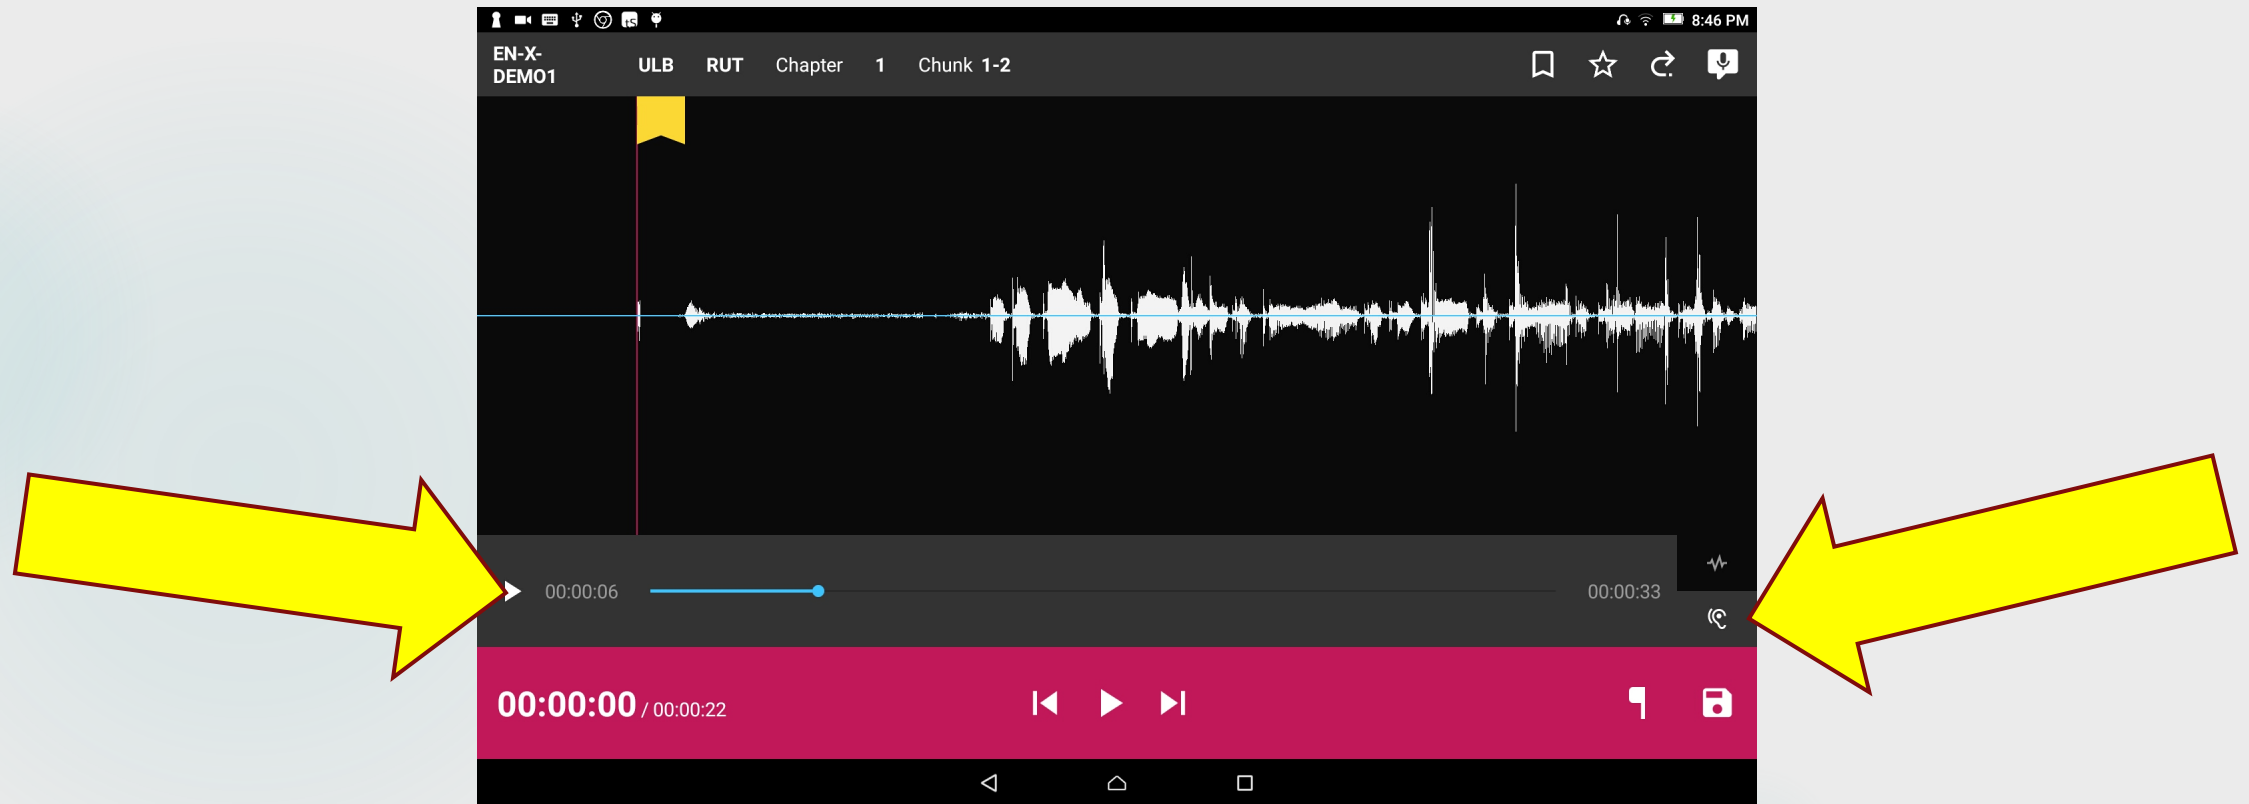 tS 8:46 PM
EN-X-
DEMO1
ULB RUT Chapter 1 Chunk 1-2
00:00:06 00:00:33
00:00:00 / 00:00:22